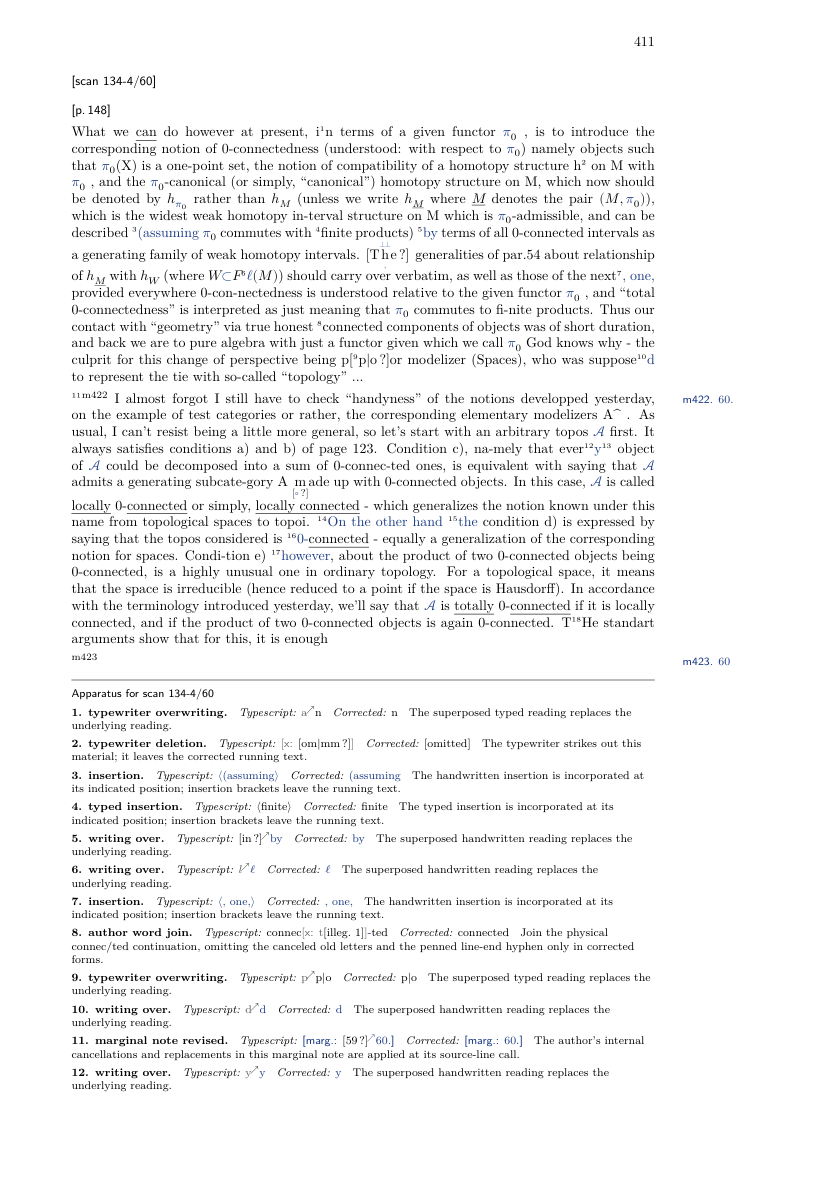 411
[scan 134-4/60]
[p. 148]
What we can do however at present, i¹n terms of a given functor π₀ , is to introduce the
corresponding notion of 0-connectedness (understood: with respect to π₀) namely objects such
that π₀(X) is a one-point set, the notion of compatibility of a homotopy structure h² on M with
π₀ , and the π₀-canonical (or simply, “canonical”) homotopy structure on M, which now should
be denoted by h_π₀ rather than h_M (unless we write h_M where M denotes the pair (M, π₀)),
which is the widest weak homotopy in-terval structure on M which is π₀-admissible, and can be
described ³(assuming π₀ commutes with ⁴finite products) ⁵by terms of all 0-connected intervals as
a generating family of weak homotopy intervals. [The ?] generalities of par.54 about relationship
of h_M with h_W (where W⊂F⁶ℓ(M)) should carry over verbatim, as well as those of the next⁷, one,
provided everywhere 0-con-nectedness is understood relative to the given functor π₀ , and “total
0-connectedness” is interpreted as just meaning that π₀ commutes to fi-nite products. Thus our
contact with “geometry” via true honest ⁸connected components of objects was of short duration,
and back we are to pure algebra with just a functor given which we call π₀ God knows why - the
culprit for this change of perspective being p[⁹p|o ?]or modelizer (Spaces), who was suppose¹⁰d
to represent the tie with so-called “topology” ...
¹¹ᵐ⁴²² I almost forgot I still have to check “handyness” of the notions developped yesterday,
m422. 60.
on the example of test categories or rather, the corresponding elementary modelizers A^ . As
usual, I can’t resist being a little more general, so let’s start with an arbitrary topos 𝒜 first. It
always satisfies conditions a) and b) of page 123. Condition c), na-mely that ever¹²y¹³ object
of 𝒜 could be decomposed into a sum of 0-connec-ted ones, is equivalent with saying that 𝒜
admits a generating subcate-gory A made up with 0-connected objects. In this case, 𝒜 is called
[∘ ?]
locally 0-connected or simply, locally connected - which generalizes the notion known under this
name from topological spaces to topoi. ¹⁴On the other hand ¹⁵the condition d) is expressed by
saying that the topos considered is ¹⁶0-connected - equally a generalization of the corresponding
notion for spaces. Condi-tion e) ¹⁷however, about the product of two 0-connected objects being
0-connected, is a highly unusual one in ordinary topology. For a topological space, it means
that the space is irreducible (hence reduced to a point if the space is Hausdorff). In accordance
with the terminology introduced yesterday, we’ll say that 𝒜 is totally 0-connected if it is locally
connected, and if the product of two 0-connected objects is again 0-connected. T¹⁸He standart
arguments show that for this, it is enough
ᵐ⁴²³
m423. 60
Apparatus for scan 134-4/60
1. typewriter overwriting. Typescript: a↗n Corrected: n The superposed typed reading replaces the
underlying reading.
2. typewriter deletion. Typescript: [x: [om|mm ?]] Corrected: [omitted] The typewriter strikes out this
material; it leaves the corrected running text.
3. insertion. Typescript: ⟨(assuming⟩ Corrected: (assuming The handwritten insertion is incorporated at
its indicated position; insertion brackets leave the running text.
4. typed insertion. Typescript: ⟨finite⟩ Corrected: finite The typed insertion is incorporated at its
indicated position; insertion brackets leave the running text.
5. writing over. Typescript: [in ?]↗by Corrected: by The superposed handwritten reading replaces the
underlying reading.
6. writing over. Typescript: l↗ℓ Corrected: ℓ The superposed handwritten reading replaces the
underlying reading.
7. insertion. Typescript: ⟨, one,⟩ Corrected: , one, The handwritten insertion is incorporated at its
indicated position; insertion brackets leave the running text.
8. author word join. Typescript: connec[x: t[illeg. 1]]-ted Corrected: connected Join the physical
connec/ted continuation, omitting the canceled old letters and the penned line-end hyphen only in corrected
forms.
9. typewriter overwriting. Typescript: p↗p|o Corrected: p|o The superposed typed reading replaces the
underlying reading.
10. writing over. Typescript: d↗d Corrected: d The superposed handwritten reading replaces the
underlying reading.
11. marginal note revised. Typescript: [marg.: [59 ?]↗60.] Corrected: [marg.: 60.] The author’s internal
cancellations and replacements in this marginal note are applied at its source-line call.
12. writing over. Typescript: y↗y Corrected: y The superposed handwritten reading replaces the
underlying reading.